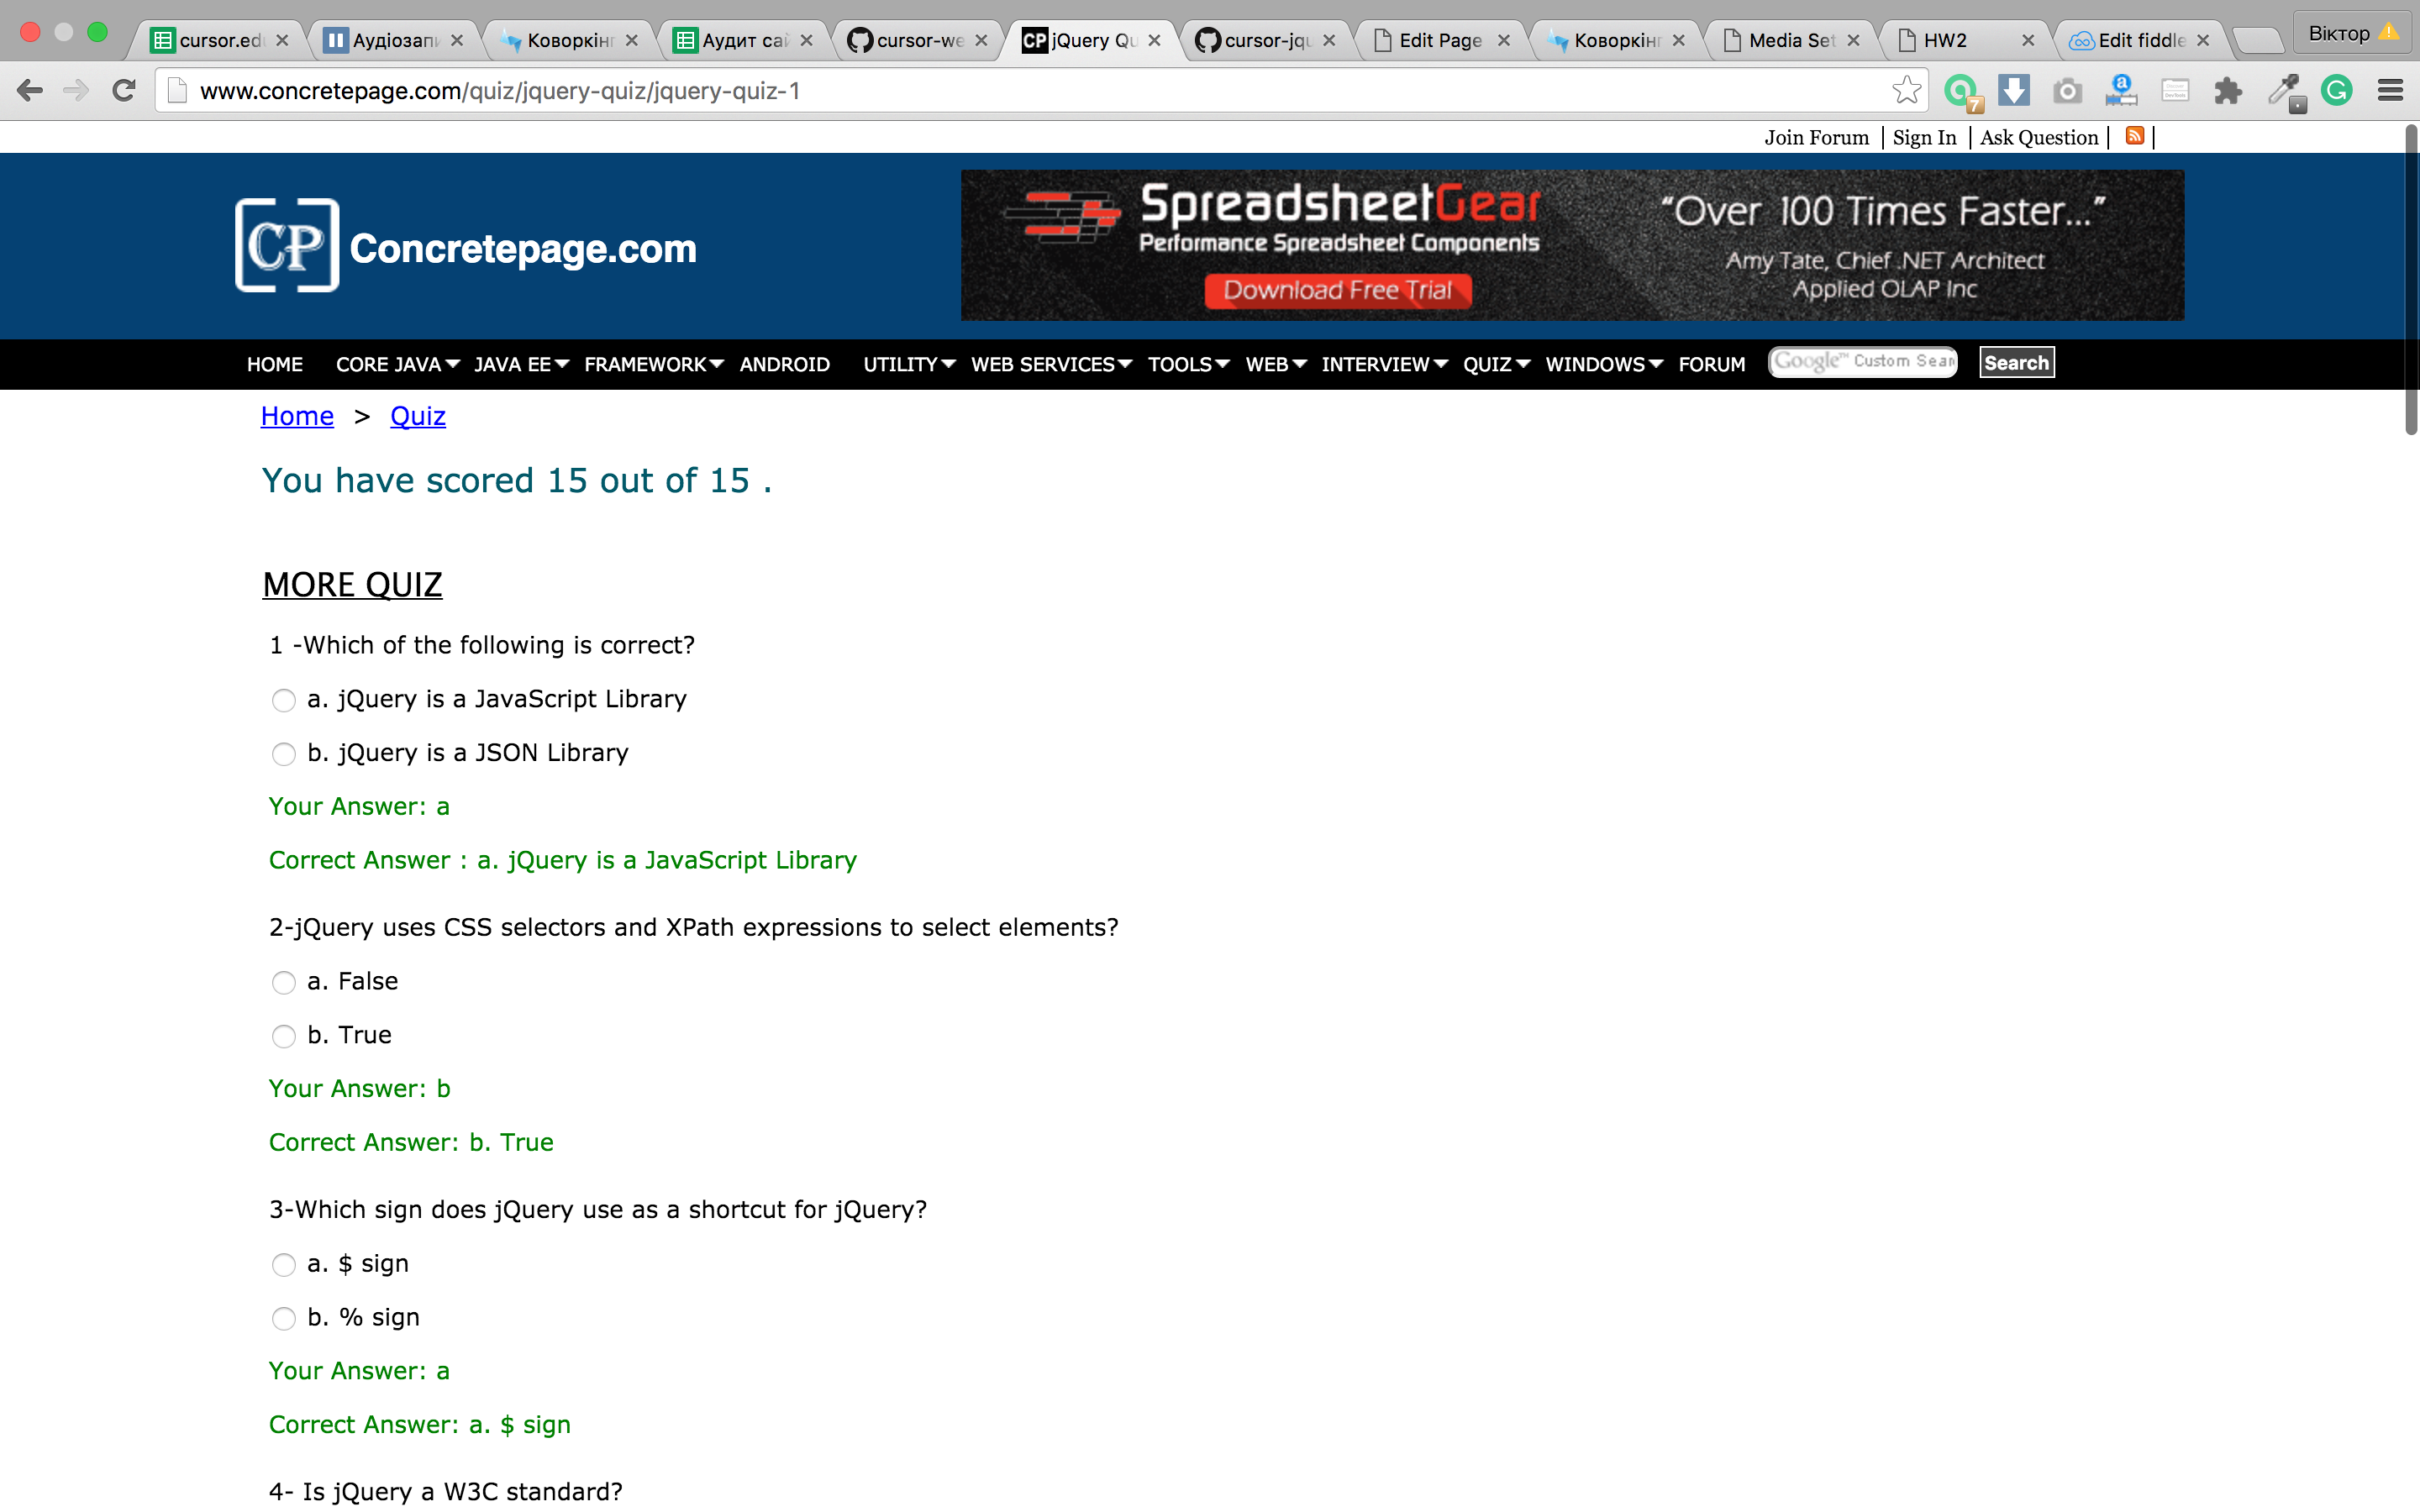 cursor.ed
Аудіозап
Коворкін
Аудит са
cursor-we
CP jQuery Qu
cursor-jqu
Edit Page
Коворкін
Media Set
HW2
Edit fiddle
Віктор
www.concretepage.com/quiz/jquery-quiz/jquery-quiz-1
7
a
G
Join Forum | Sign In | Ask Question |
CP Concretepage.com
SpreadsheetGear
Performance Spreadsheet Components
Download Free Trial
“Over 100 Times Faster...”
Amy Tate, Chief .NET Architect
Applied OLAP Inc
HOME CORE JAVA JAVA EE FRAMEWORK ANDROID UTILITY WEB SERVICES TOOLS WEB INTERVIEW QUIZ WINDOWS FORUM Google™ Custom Sear Search
Home > Quiz
You have scored 15 out of 15 .
MORE QUIZ
1 -Which of the following is correct?
a. jQuery is a JavaScript Library
b. jQuery is a JSON Library
Your Answer: a
Correct Answer : a. jQuery is a JavaScript Library
2-jQuery uses CSS selectors and XPath expressions to select elements?
a. False
b. True
Your Answer: b
Correct Answer: b. True
3-Which sign does jQuery use as a shortcut for jQuery?
a. $ sign
b. % sign
Your Answer: a
Correct Answer: a. $ sign
4- Is jQuery a W3C standard?